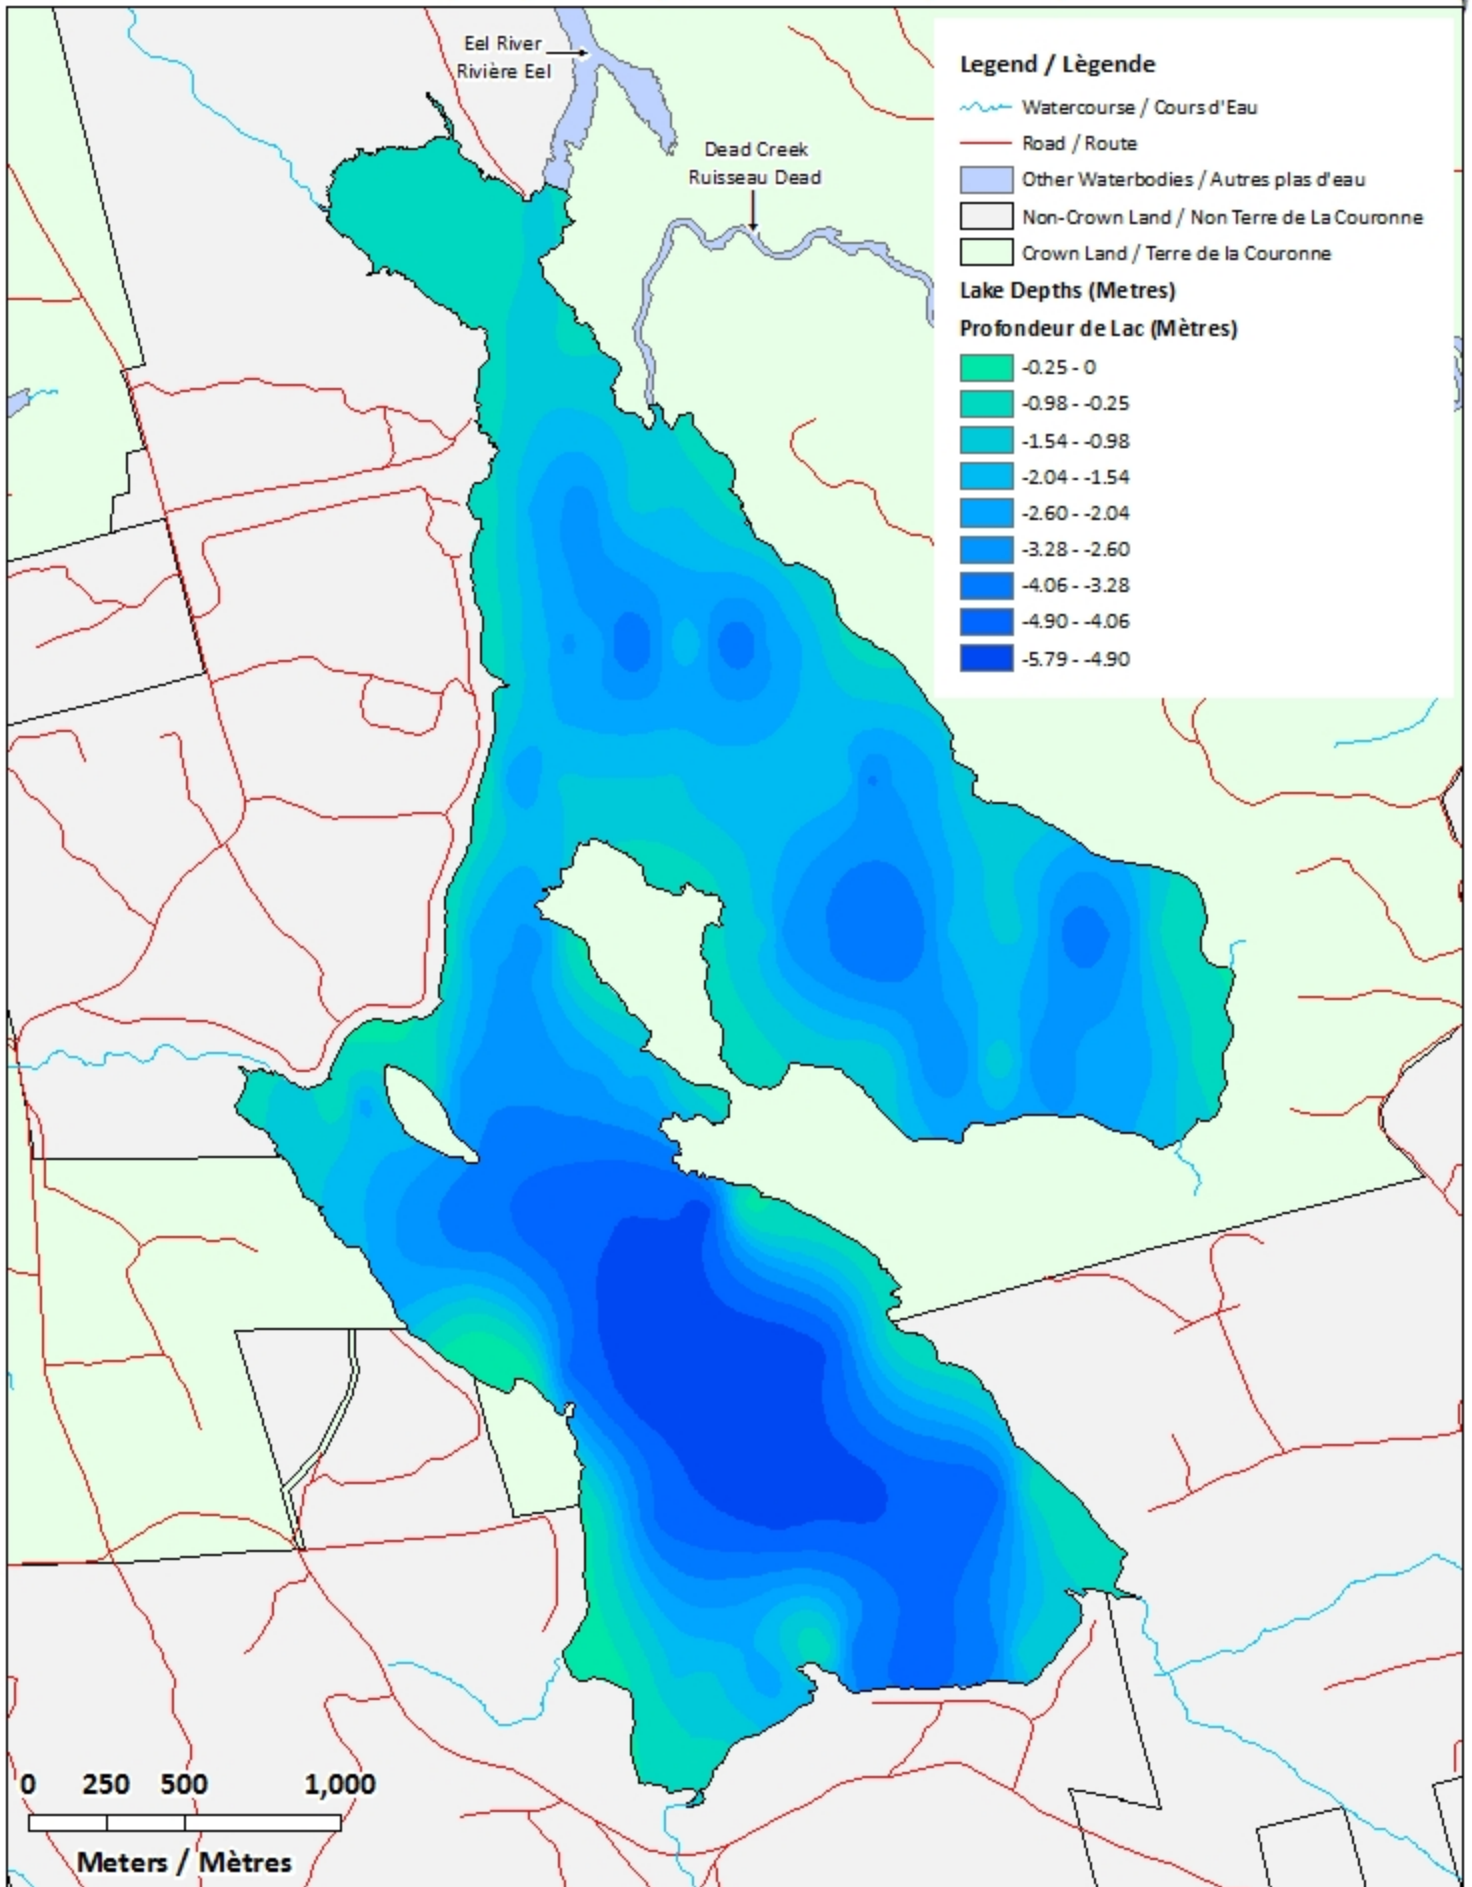 Eel River
Rivière Eel
Dead Creek
Ruisseau Dead
Legend / Lègende
Watercourse / Cours d'Eau
Road / Route
Other Waterbodies / Autres plas d'eau
Non-Crown Land / Non Terre de La Couronne
Crown Land / Terre de la Couronne
Lake Depths (Metres)
Profondeur de Lac (Mètres)
-0.25 - 0
-0.98 - -0.25
-1.54 - -0.98
-2.04 - -1.54
-2.60 - -2.04
-3.28 - -2.60
-4.06 - -3.28
-4.90 - -4.06
-5.79 - -4.90
0 250 500 1,000
Meters / Mètres